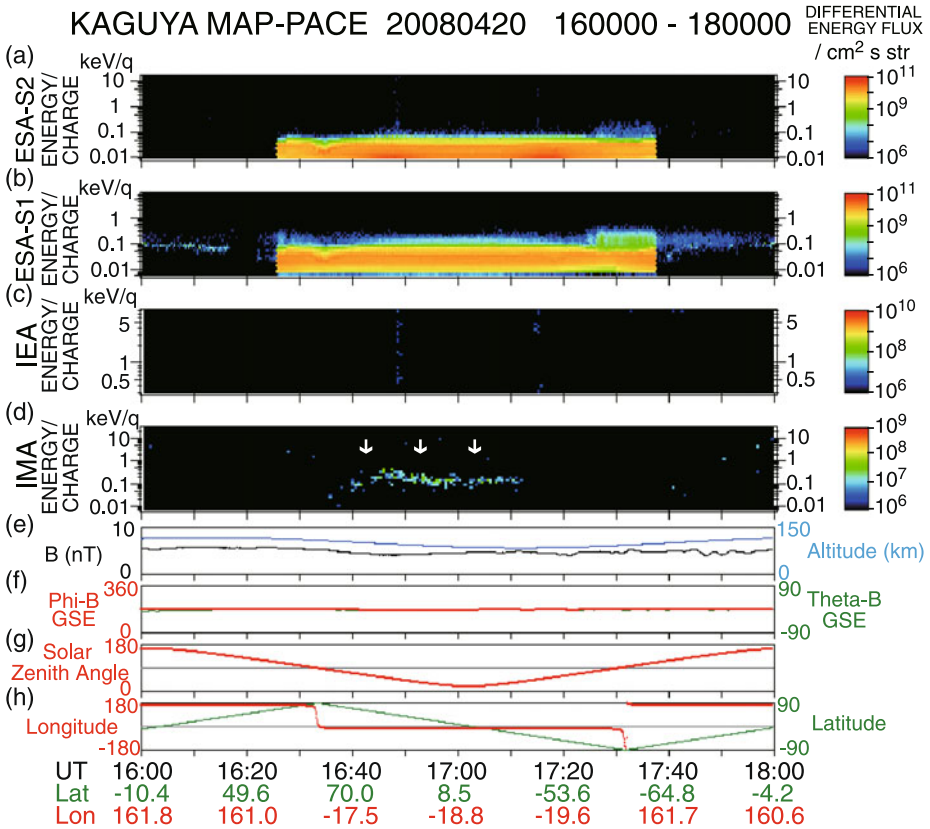 KAGUYA MAP-PACE 20080420 160000 - 180000
DIFFERENTIAL
ENERGY FLUX
/ cm² s str
(a)
ESA-S2
ENERGY/
CHARGE
keV/q
10
1
0.1
0.01
10
1
0.1
0.01
10¹¹
10⁹
10⁶
(b)
ESA-S1
ENERGY/
CHARGE
keV/q
1
0.1
0.01
1
0.1
0.01
10¹¹
10⁹
10⁶
(c)
IEA
ENERGY/
CHARGE
keV/q
5
1
0.5
5
1
0.5
10¹⁰
10⁸
10⁶
(d)
IMA
ENERGY/
CHARGE
keV/q
10
1
0.1
0.01
10
1
0.1
0.01
10⁹
10⁸
10⁷
10⁶
(e)
B (nT)
10
0
150
0
Altitude (km)
(f)
Phi-B
GSE
360
0
90
-90
Theta-B
GSE
(g)
Solar
Zenith Angle
180
0
(h)
Longitude
180
-180
90
-90
Latitude
UT 16:00 16:20 16:40 17:00 17:20 17:40 18:00
Lat -10.4 49.6 70.0 8.5 -53.6 -64.8 -4.2
Lon 161.8 161.0 -17.5 -18.8 -19.6 161.7 160.6